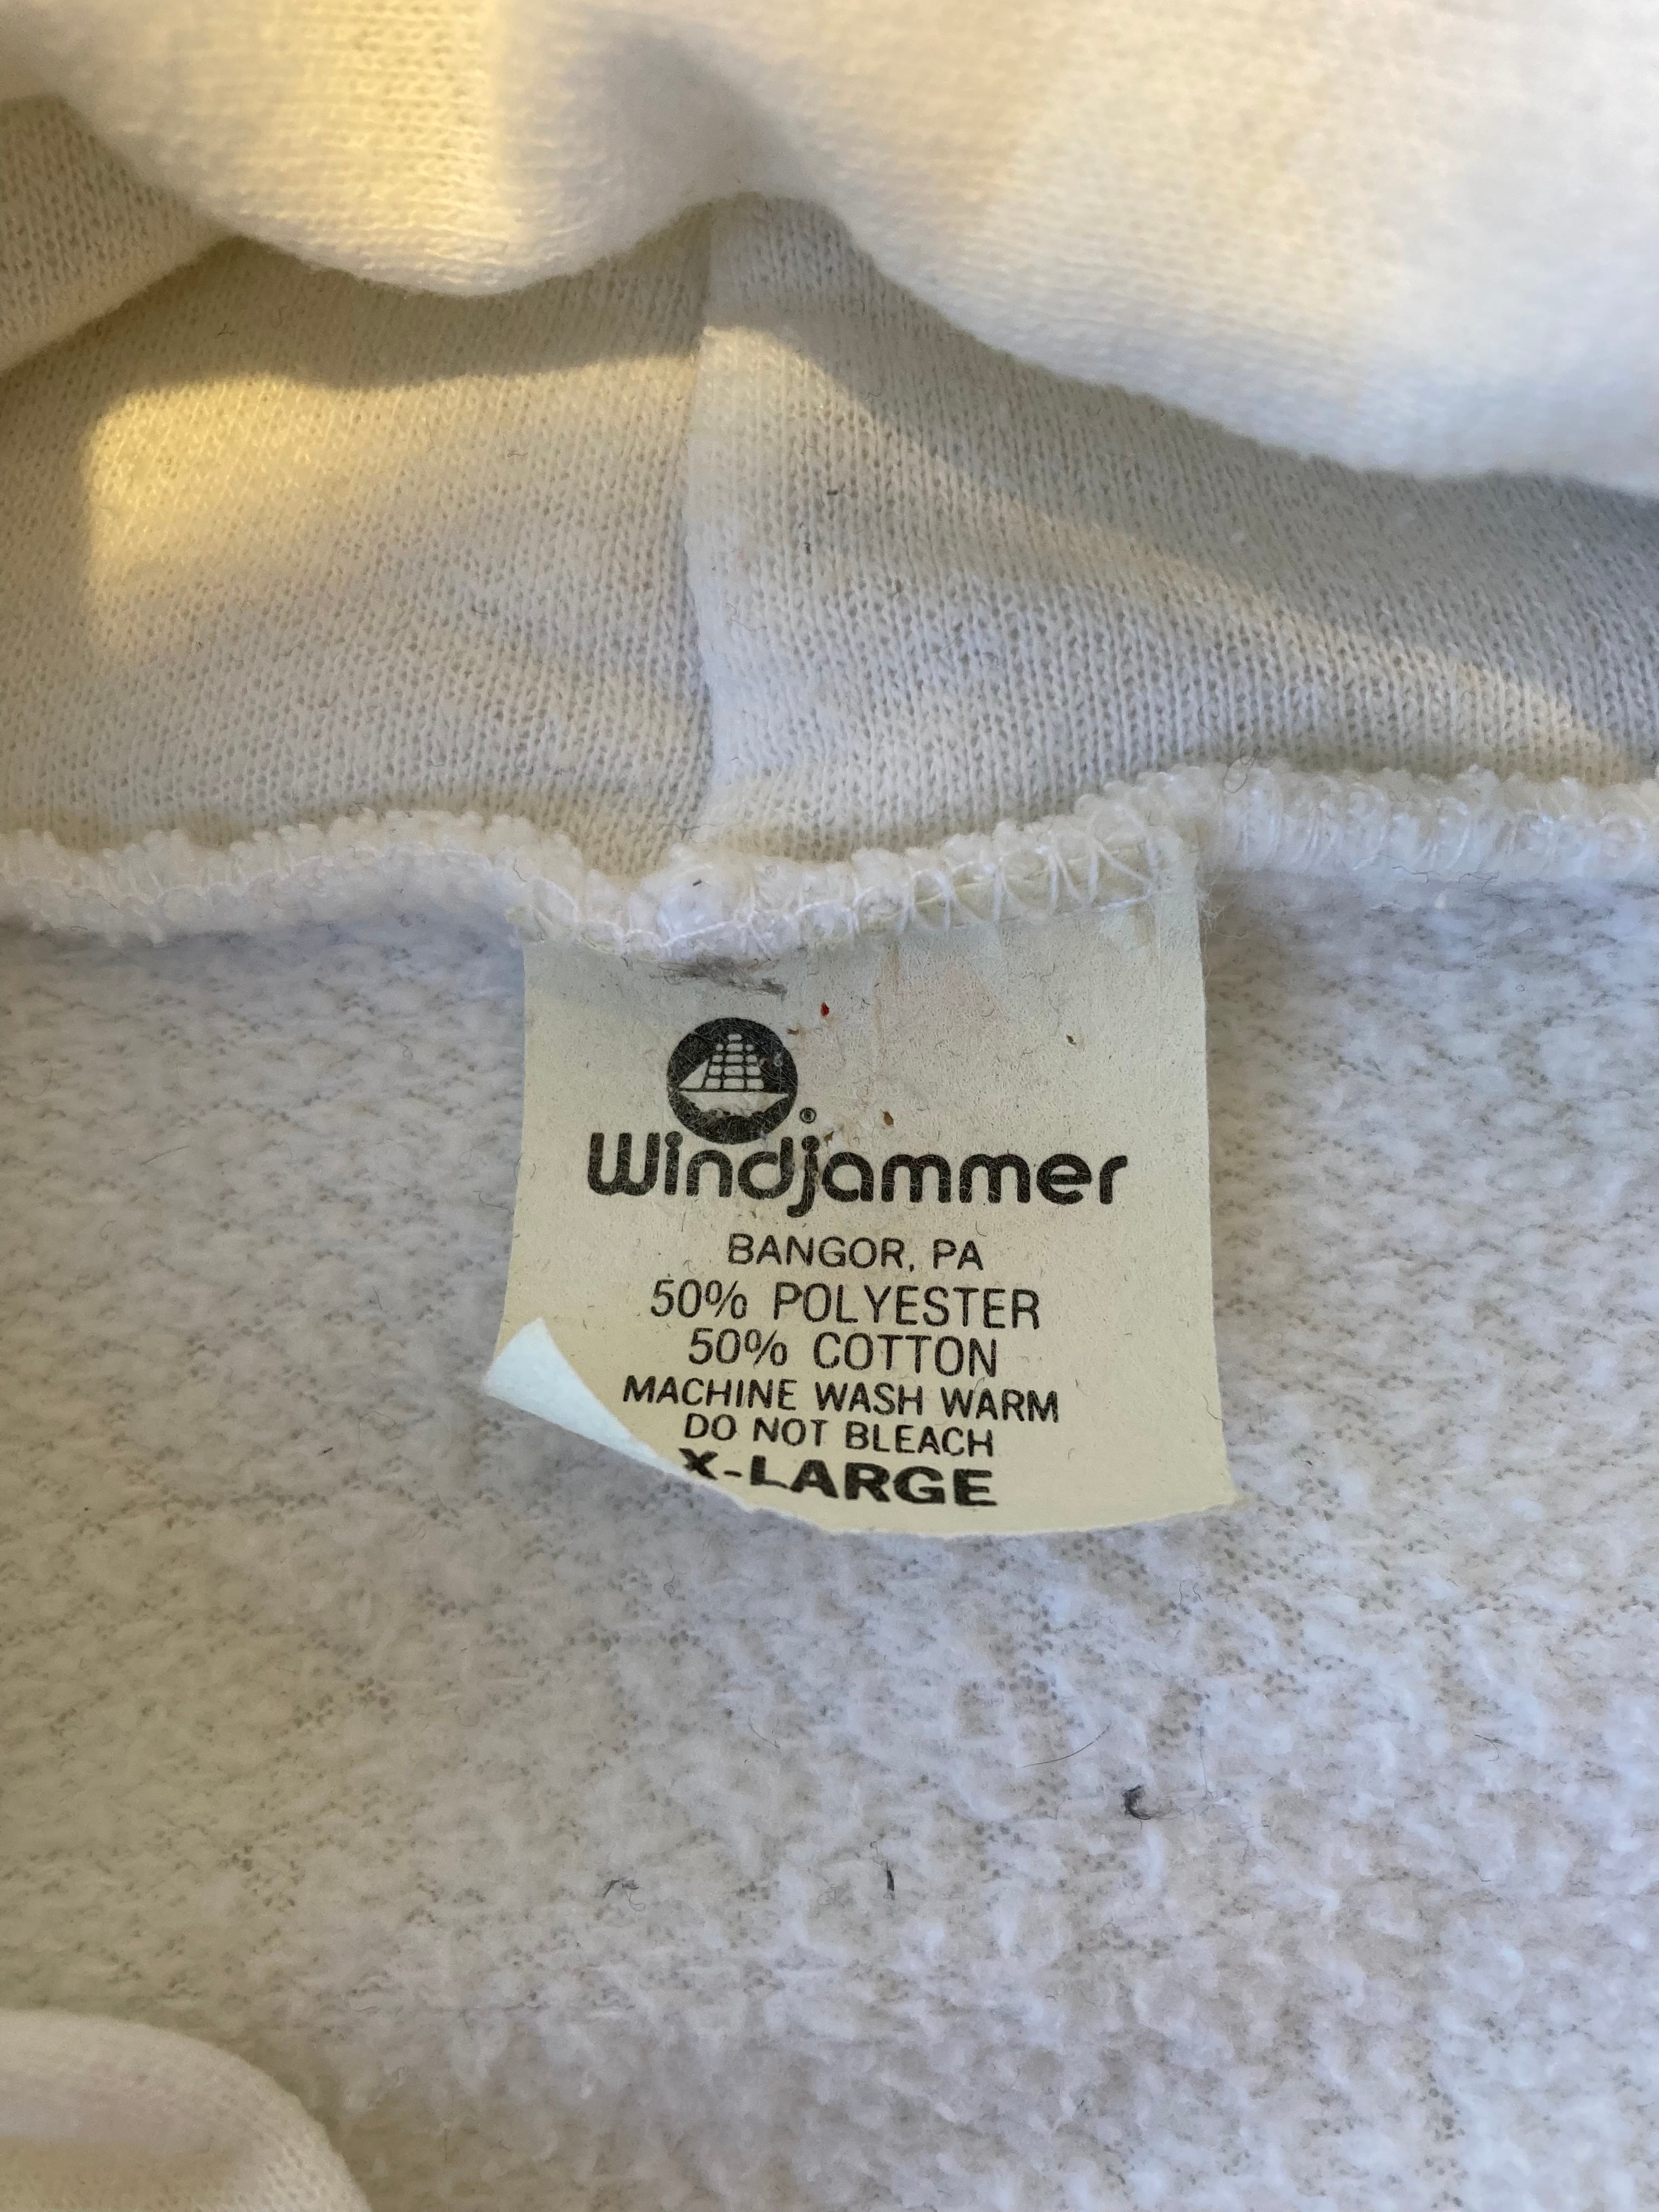 Windjammer®
BANGOR, PA
50% POLYESTER
50% COTTON
MACHINE WASH WARM
DO NOT BLEACH
X-LARGE